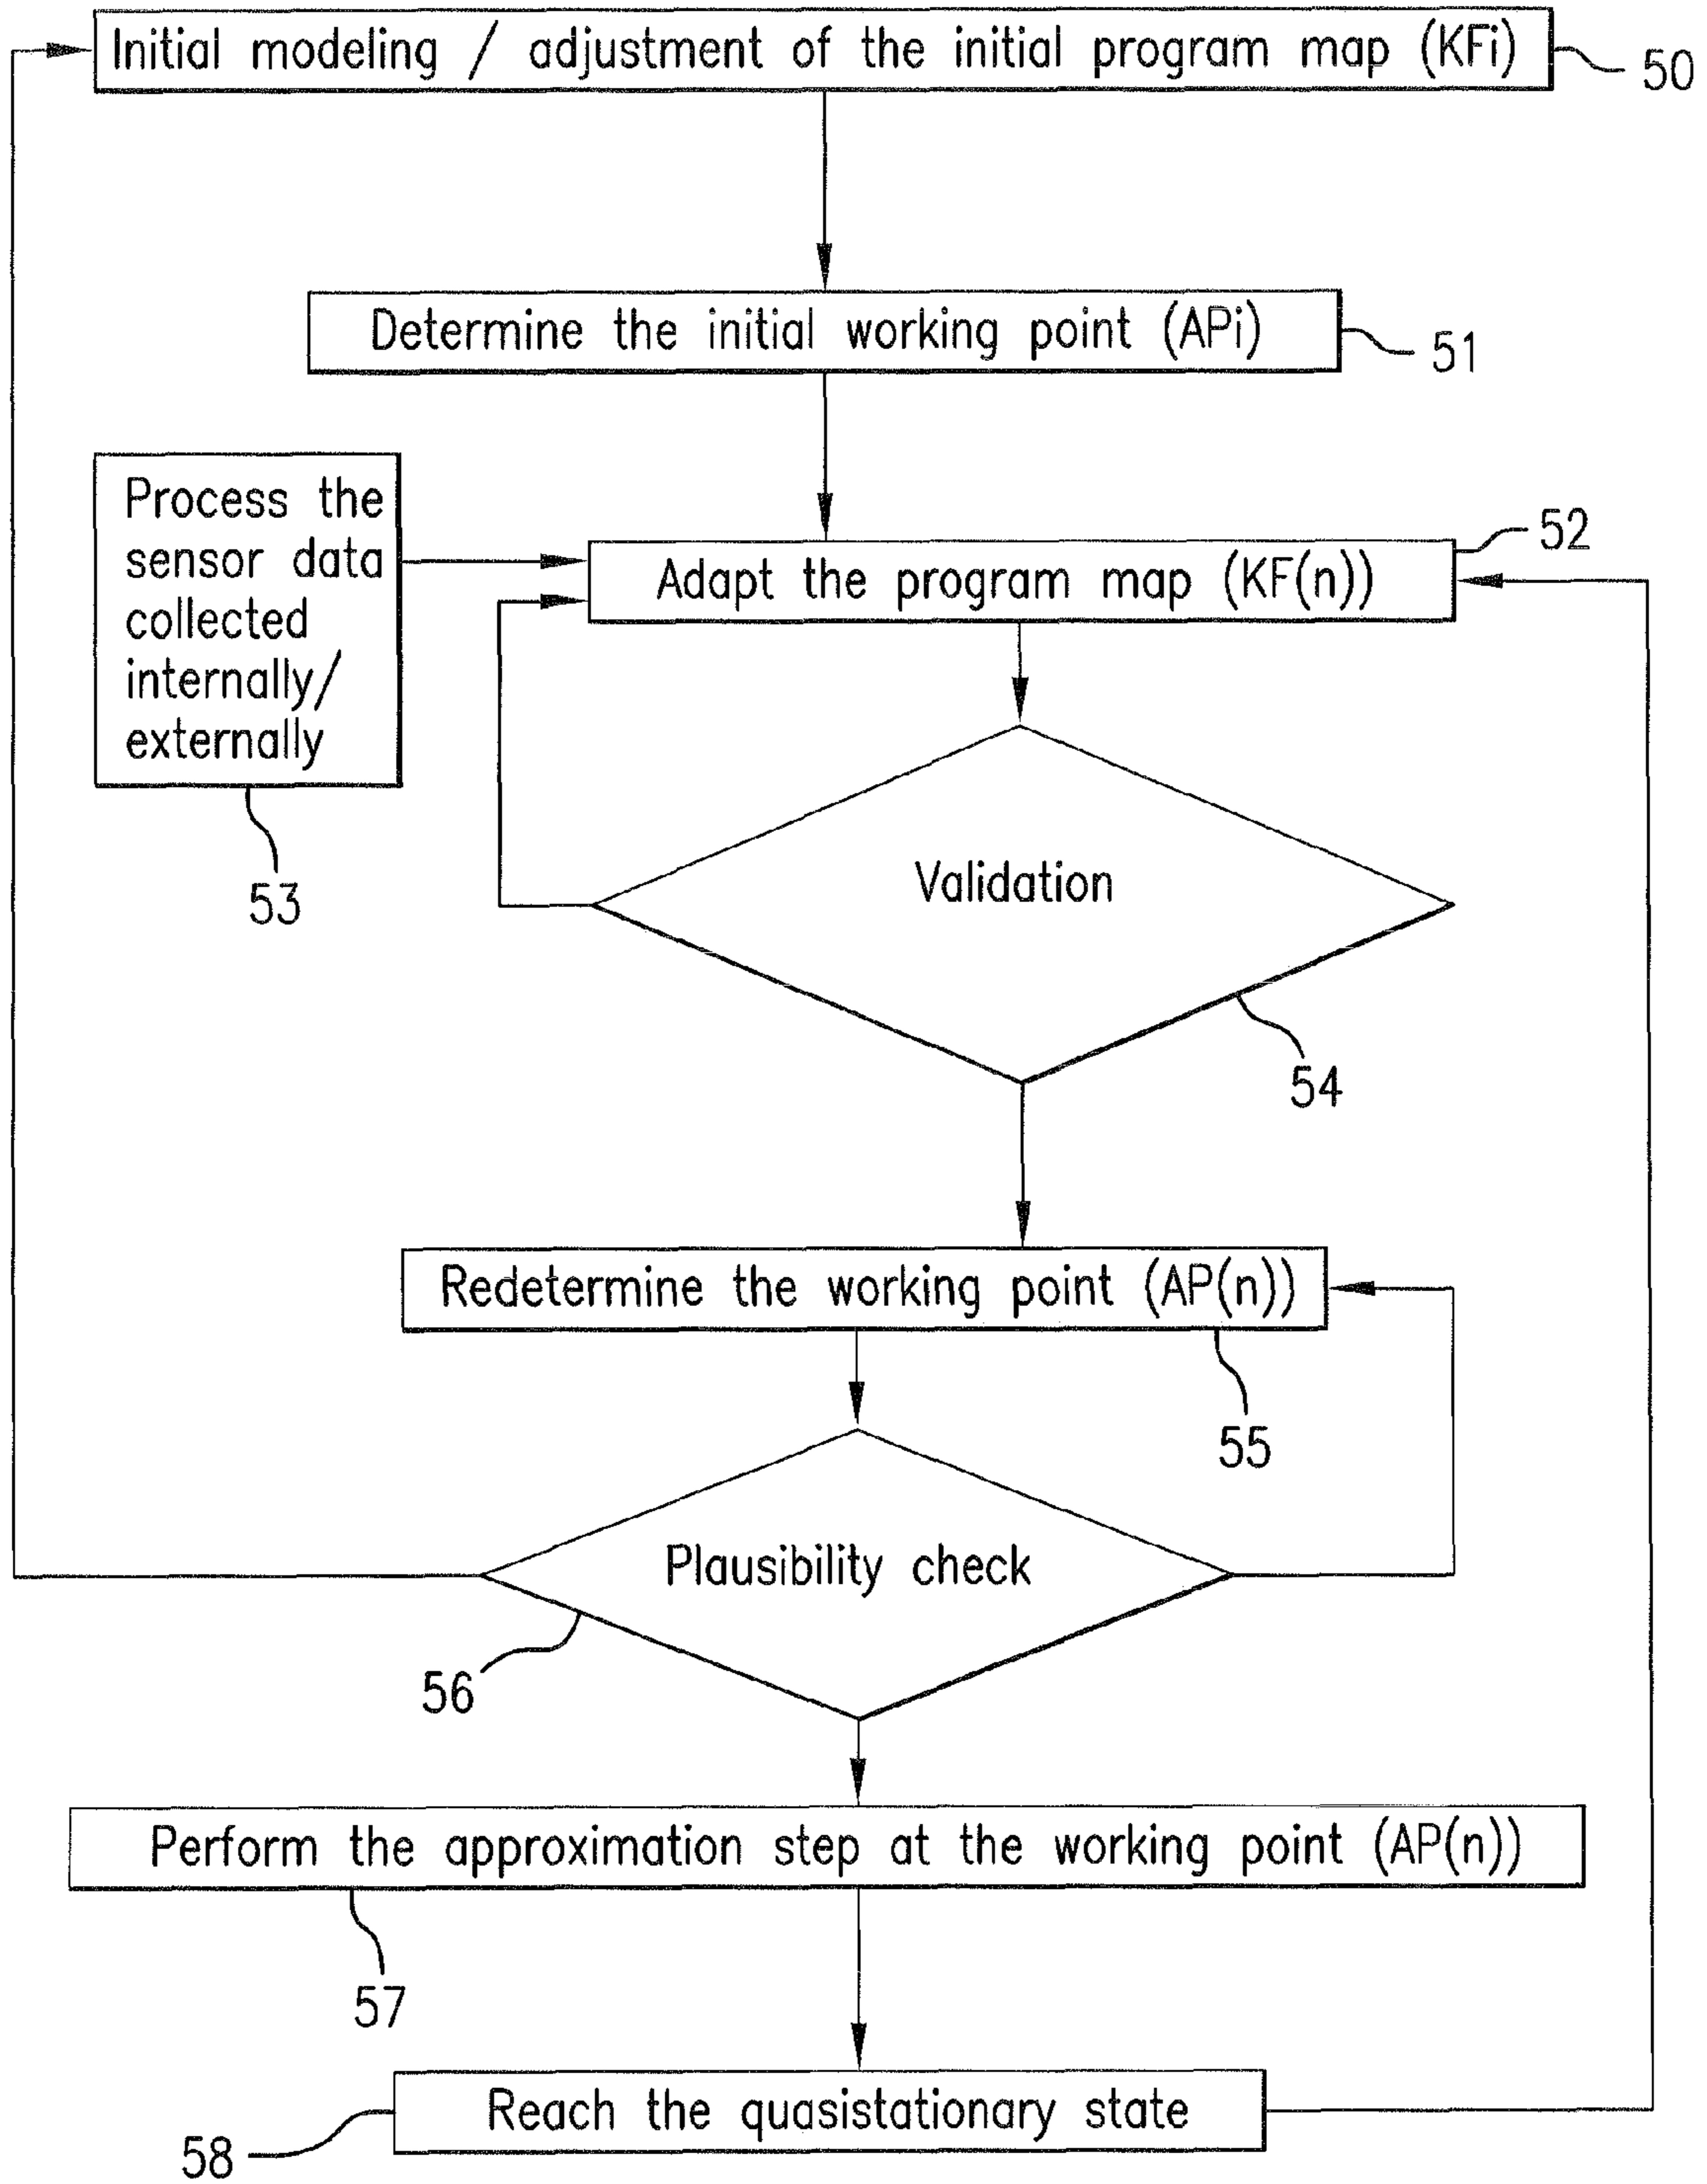 Initial modeling / adjustment of the initial program map (KFi)
50
Determine the initial working point (APi)
51
Process the
sensor data
collected
internally/
externally
53
52
Adapt the program map (KF(n))
Validation
54
Redetermine the working point (AP(n))
55
Plausibility check
56
Perform the approximation step at the working point (AP(n))
57
Reach the quasistationary state
58